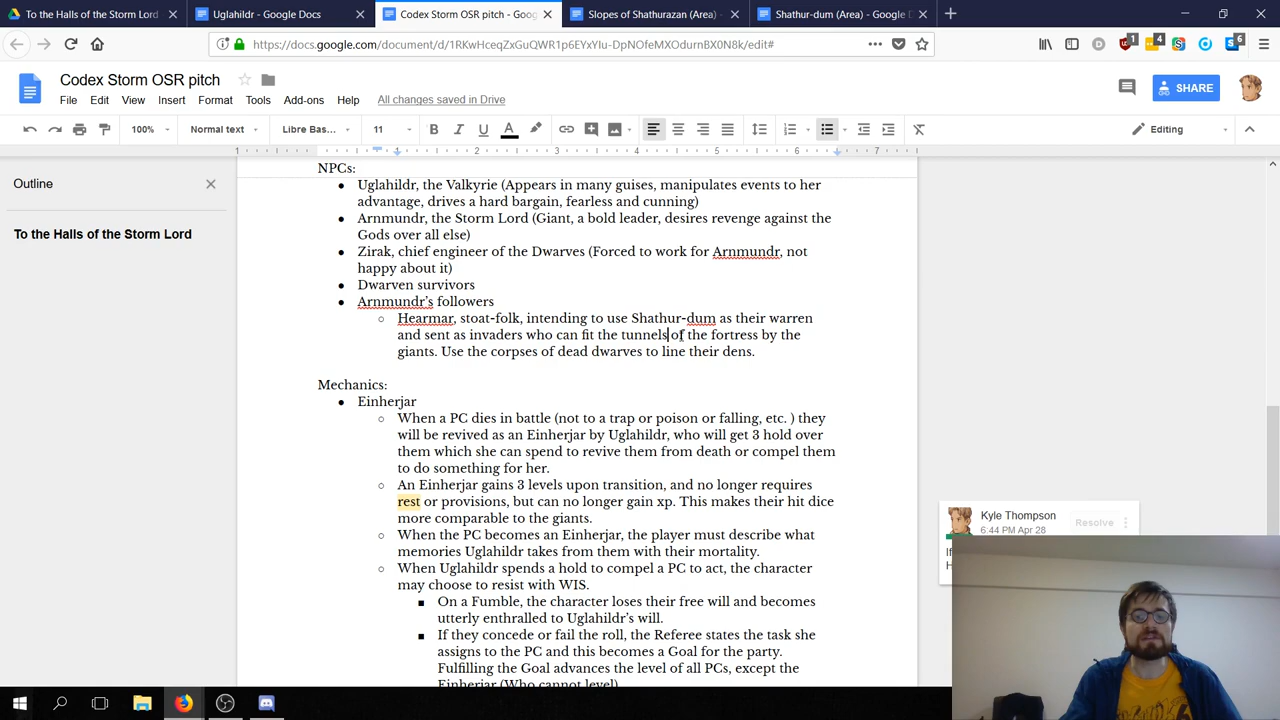 To the Halls of the Storm Lord
Uglahildr - Google Docs
Codex Storm OSR pitch - Goog
Slopes of Shathurazan (Area) -
Shathur-dum (Area) - Google D
https://docs.google.com/document/d/1RKwHceqZxGuQWR1p6EYxYIu-DpNOfeMXOdurnBX0N8k/edit#
1
4
6
Codex Storm OSR pitch
File Edit View Insert Format Tools Add-ons Help All changes saved in Drive
SHARE
100% Normal text Libre Bas... 11 Editing
1 1 2 3 4 5 6 7
Outline
To the Halls of the Storm Lord
NPCs:
● Uglahildr, the Valkyrie (Appears in many guises, manipulates events to her
advantage, drives a hard bargain, fearless and cunning)
● Arnmundr, the Storm Lord (Giant, a bold leader, desires revenge against the
Gods over all else)
● Zirak, chief engineer of the Dwarves (Forced to work for Arnmundr, not
happy about it)
● Dwarven survivors
● Arnmundr's followers
○ Hearmar, stoat-folk, intending to use Shathur-dum as their warren
and sent as invaders who can fit the tunnels of the fortress by the
giants. Use the corpses of dead dwarves to line their dens.
Mechanics:
● Einherjar
○ When a PC dies in battle (not to a trap or poison or falling, etc. ) they
will be revived as an Einherjar by Uglahildr, who will get 3 hold over
them which she can spend to revive them from death or compel them
to do something for her.
○ An Einherjar gains 3 levels upon transition, and no longer requires
rest or provisions, but can no longer gain xp. This makes their hit dice
more comparable to the giants.
○ When the PC becomes an Einherjar, the player must describe what
memories Uglahildr takes from them with their mortality.
○ When Uglahildr spends a hold to compel a PC to act, the character
may choose to resist with WIS.
■ On a Fumble, the character loses their free will and becomes
utterly enthralled to Uglahildr's will.
■ If they concede or fail the roll, the Referee states the task she
assigns to the PC and this becomes a Goal for the party.
Fulfilling the Goal advances the level of all PCs, except the
Einherjar (Who cannot level)
Kyle Thompson
6:44 PM Apr 28
Resolve